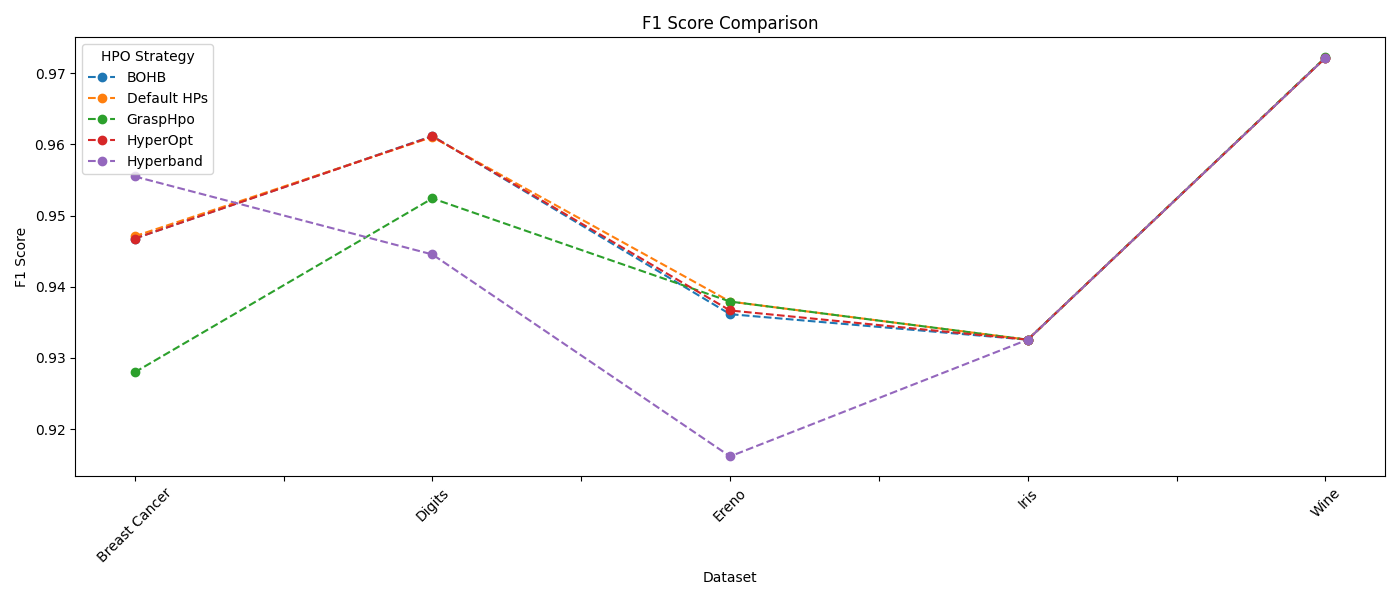 F1 Score Comparison
HPO Strategy
BOHB
Default HPs
GraspHpo
HyperOpt
Hyperband
0.97
0.96
0.95
0.94
0.93
0.92
F1 Score
Breast Cancer
Digits
Ereno
Iris
Wine
Dataset